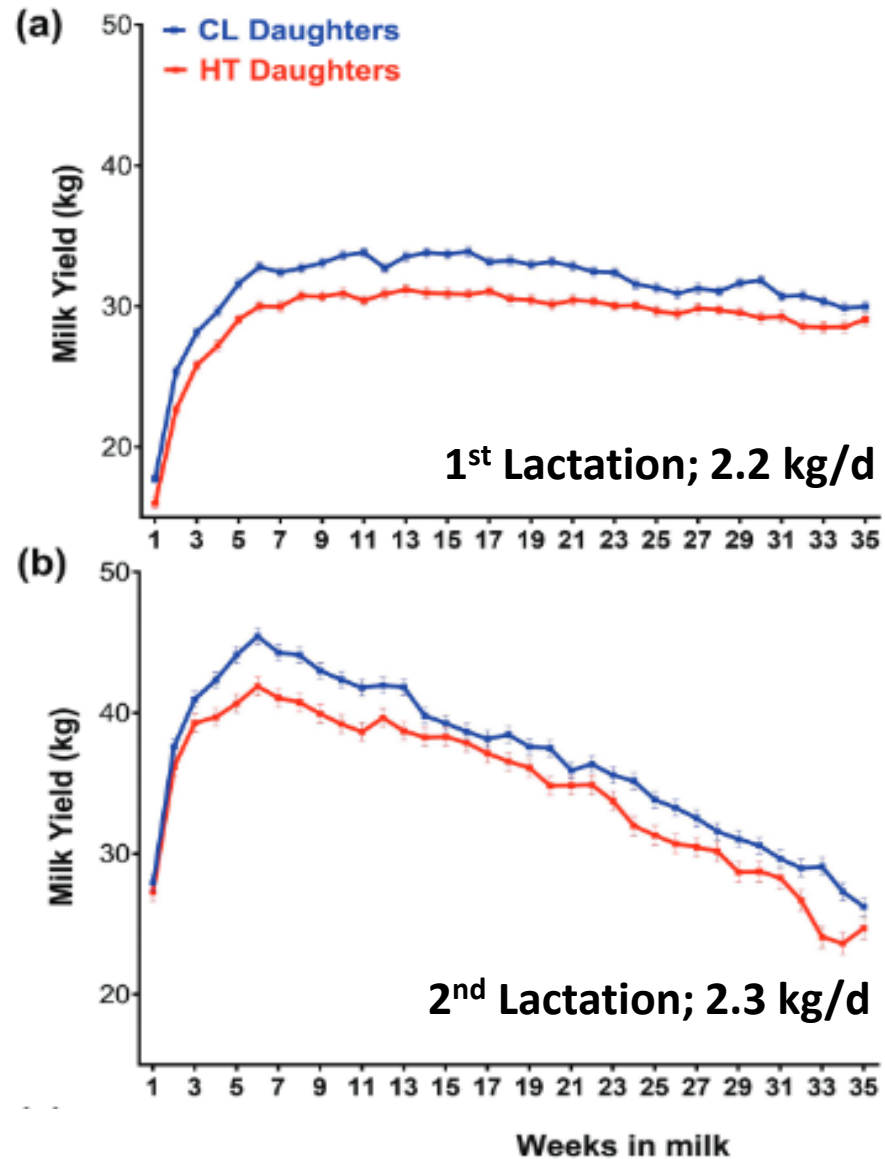 (a)
CL Daughters
HT Daughters
50
40
30
20
Milk Yield (kg)
1st Lactation; 2.2 kg/d
1 3 5 7 9 11 13 15 17 19 21 23 25 27 29 31 33 35
(b)
50
40
30
20
Milk Yield (kg)
2nd Lactation; 2.3 kg/d
1 3 5 7 9 11 13 15 17 19 21 23 25 27 29 31 33 35
Weeks in milk